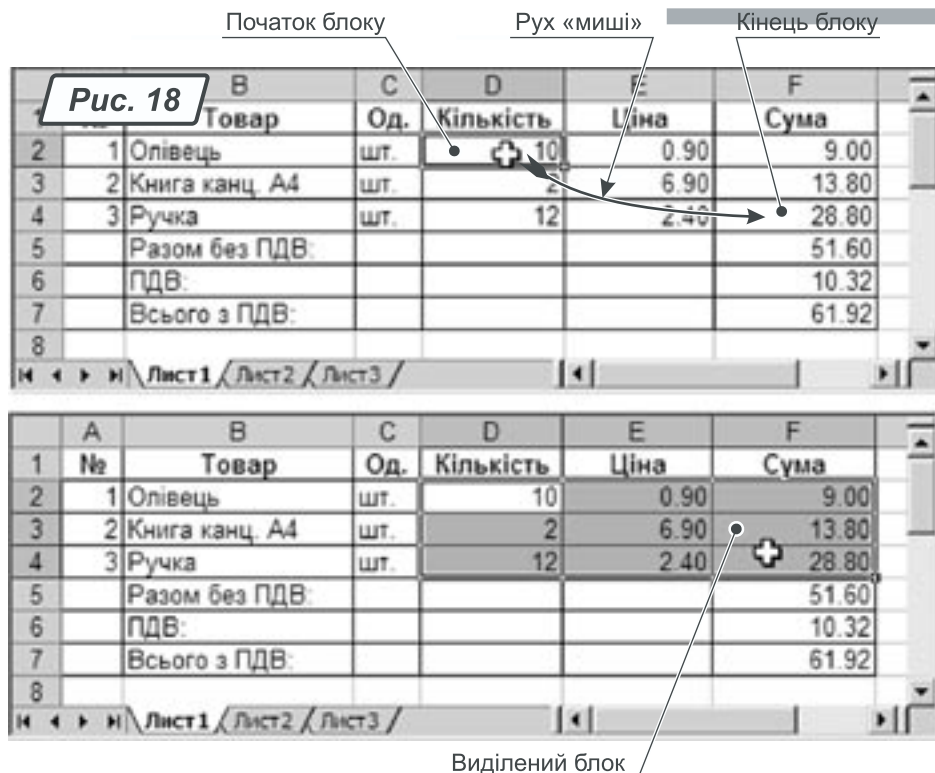 Початок блоку Рух «миші» Кінець блоку
Рис. 18
B C D E F
1 Товар Од. Кількість Ціна Сума
2 1 Олівець шт. 10 0.90 9.00
3 2 Книга канц. А4 шт. 2 6.90 13.80
4 3 Ручка шт. 12 2.40 28.80
5 Разом без ПДВ: 51.60
6 ПДВ: 10.32
7 Всього з ПДВ: 61.92
8
Лист1 Лист2 Лист3
A B C D E F
1 № Товар Од. Кількість Ціна Сума
2 1 Олівець шт. 10 0.90 9.00
3 2 Книга канц. А4 шт. 2 6.90 13.80
4 3 Ручка шт. 12 2.40 28.80
5 Разом без ПДВ: 51.60
6 ПДВ: 10.32
7 Всього з ПДВ: 61.92
8
Лист1 Лист2 Лист3
Виділений блок